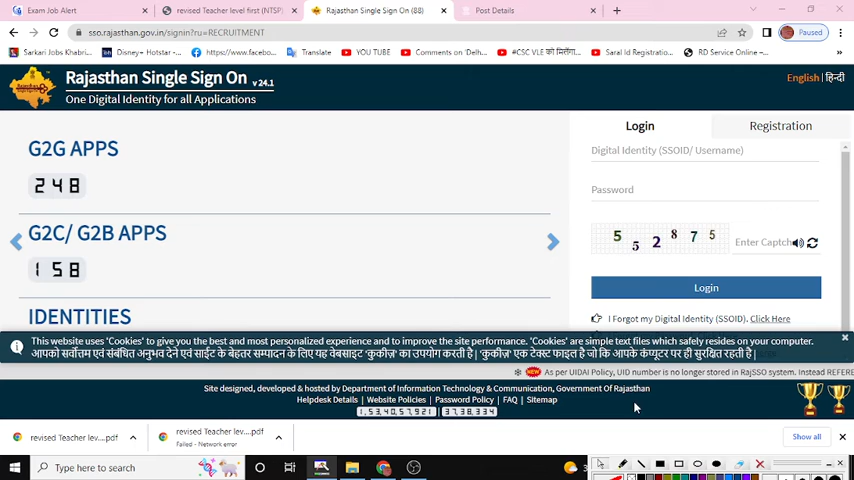 Exam Job Alert
revised Teacher level first (NTSP)
Rajasthan Single Sign On (88)
Post Details
sso.rajasthan.gov.in/signin?ru=RECRUITMENT
Paused
Sarkari Jobs Khabri...
Disney+ Hotstar -...
https://www.facebo...
Translate
YOU TUBE
Comments on 'Delh...
#CSC VLE को मिलेगा...
Saral Id Registratio...
RD Service Online -...
Rajasthan Single Sign On v 24.1
One Digital Identity for all Applications
English | हिन्दी
G2G APPS
248
G2C/ G2B APPS
158
IDENTITIES
Login
Registration
Digital Identity (SSOID/ Username)
Password
5 5 2 8 7 5
Enter Captch
Login
I Forgot my Digital Identity (SSOID). Click Here
This website uses 'Cookies' to give you the best and most personalized experience and to improve the site performance. 'Cookies' are simple text files which safely resides on your computer.
आपको सर्वोत्तम एवं संबंधित अनुभव देने एवं साईट के बेहतर सम्पादन के लिए यह वेबसाइट 'कुकीज़' का उपयोग करती है | 'कुकीज़' एक टेक्स्ट फाइल है जो कि आपके कंप्यूटर पर ही सुरक्षित रहती है |
NEW As per UIDAI Policy, UID number is no longer stored in RajSSO system. Instead REFERE
Site designed, developed & hosted by Department of Information Technology & Communication, Government Of Rajasthan
Helpdesk Details | Website Policies | Password Policy | FAQ | Sitemap
1,53,40,57,921 | 37,38,334
revised Teacher lev....pdf
revised Teacher lev....pdf
Failed - Network error
Show all
Type here to search